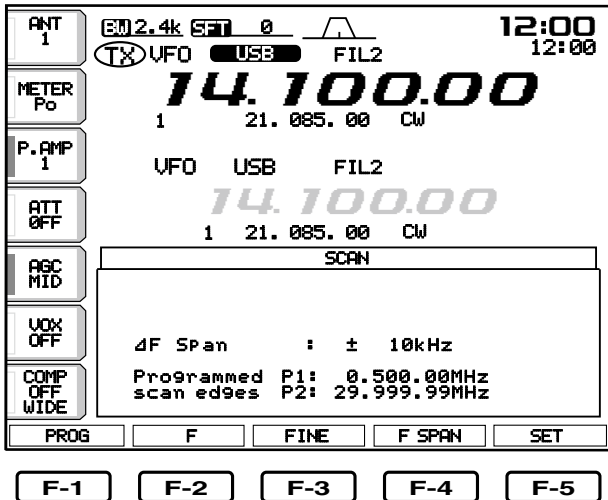 ANT
1
BW 2.4k SFT 0
12:00
12:00
TX VFO USB FIL2
METER
Po
14.100.00
1 21.085.00 CW
P.AMP
1
VFO USB FIL2
ATT
OFF
14.100.00
1 21.085.00 CW
AGC
MID
SCAN
VOX
OFF
⊿F Span : ± 10kHz
COMP
OFF
WIDE
Programmed P1: 0.500.00MHz
scan edges P2: 29.999.99MHz
PROG F FINE F SPAN SET
F-1 F-2 F-3 F-4 F-5